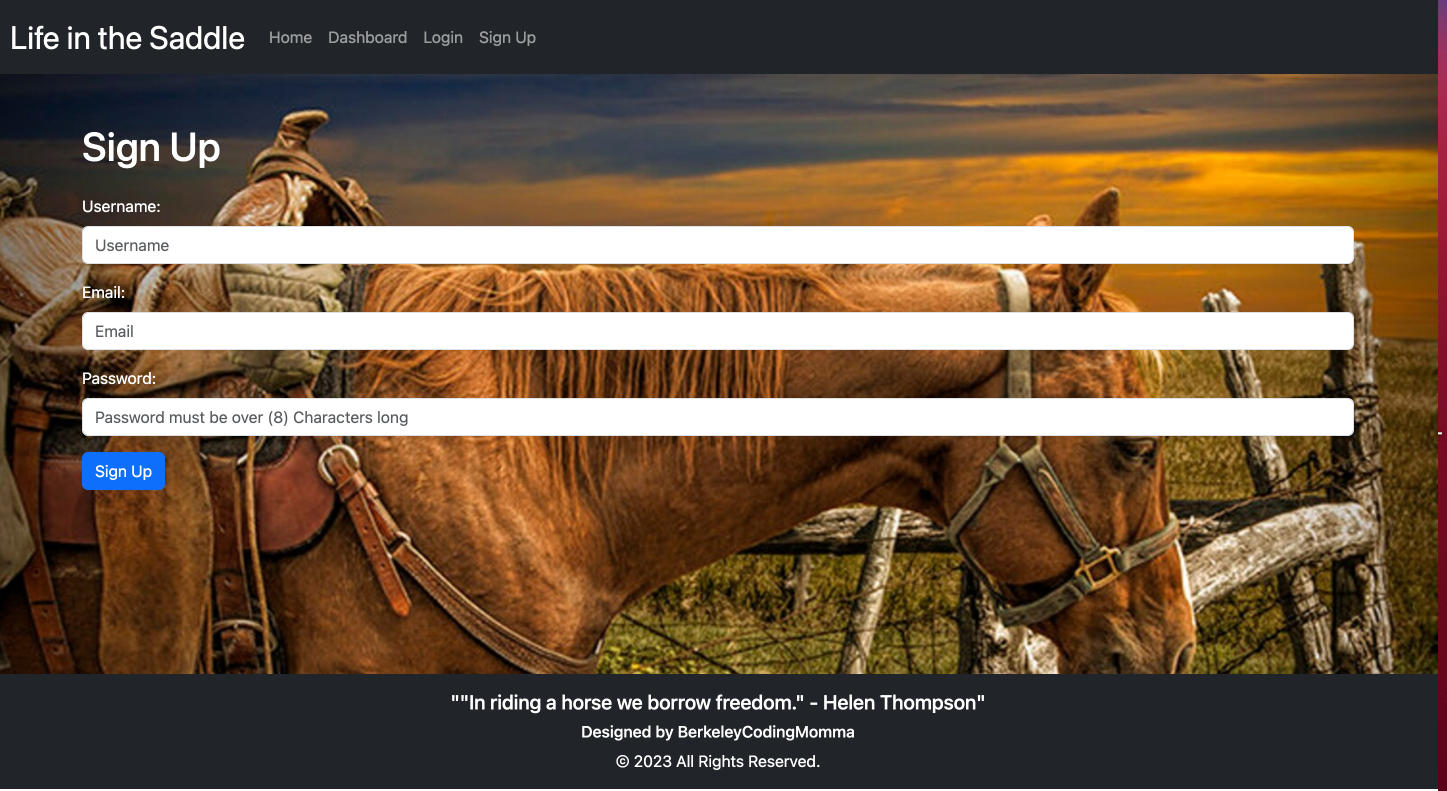 Life in the Saddle Home Dashboard Login Sign Up
Sign Up
Username:
Username
Email:
Email
Password:
Password must be over (8) Characters long
Sign Up
""In riding a horse we borrow freedom." - Helen Thompson"
Designed by BerkeleyCodingMomma
© 2023 All Rights Reserved.